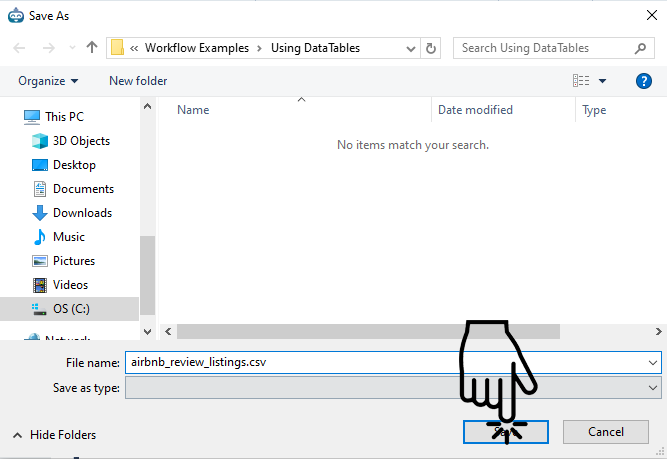 Save As
« Workflow Examples > Using DataTables
Search Using DataTables
Organize
New folder
This PC
3D Objects
Desktop
Documents
Downloads
Music
Pictures
Videos
OS (C:)
Name
Date modified
Type
No items match your search.
File name:
airbnb_review_listings.csv
Save as type:
Hide Folders
Cancel